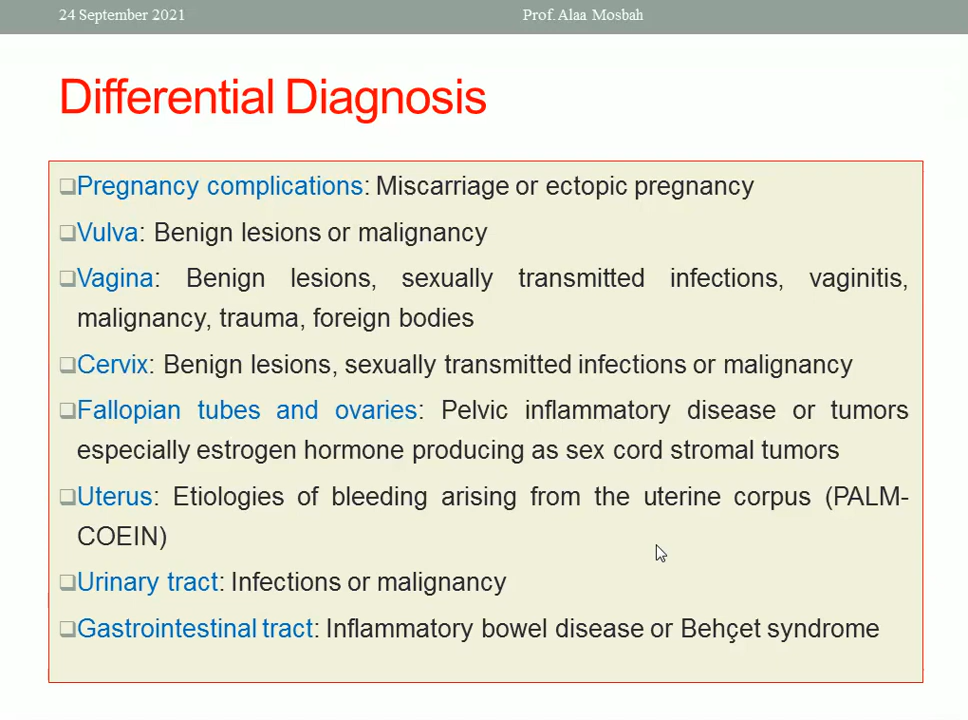 24 September 2021 Prof. Alaa Mosbah
Differential Diagnosis
Pregnancy complications: Miscarriage or ectopic pregnancy
Vulva: Benign lesions or malignancy
Vagina: Benign lesions, sexually transmitted infections, vaginitis,
malignancy, trauma, foreign bodies
Cervix: Benign lesions, sexually transmitted infections or malignancy
Fallopian tubes and ovaries: Pelvic inflammatory disease or tumors
especially estrogen hormone producing as sex cord stromal tumors
Uterus: Etiologies of bleeding arising from the uterine corpus (PALM-
COEIN)
Urinary tract: Infections or malignancy
Gastrointestinal tract: Inflammatory bowel disease or Behçet syndrome